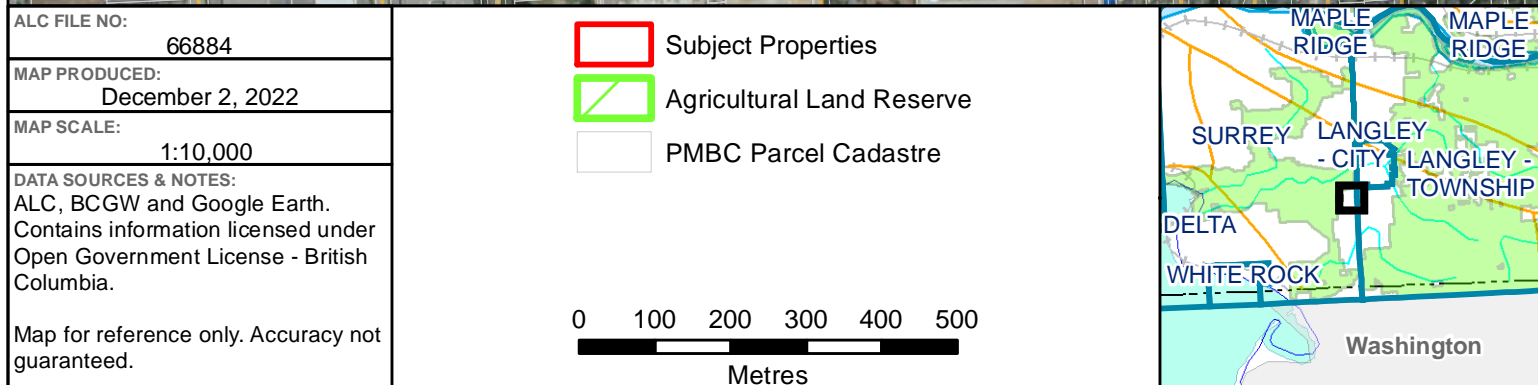 ALC FILE NO:
66884
MAP PRODUCED:
December 2, 2022
MAP SCALE:
1:10,000
DATA SOURCES & NOTES:
ALC, BCGW and Google Earth.
Contains information licensed under
Open Government License - British
Columbia.
Map for reference only. Accuracy not
guaranteed.
Subject Properties
Agricultural Land Reserve
PMBC Parcel Cadastre
0 100 200 300 400 500
Metres
MAPLE
RIDGE
MAPLE
RIDGE
SURREY
LANGLEY
- CITY
LANGLEY -
TOWNSHIP
DELTA
WHITE ROCK
Washington